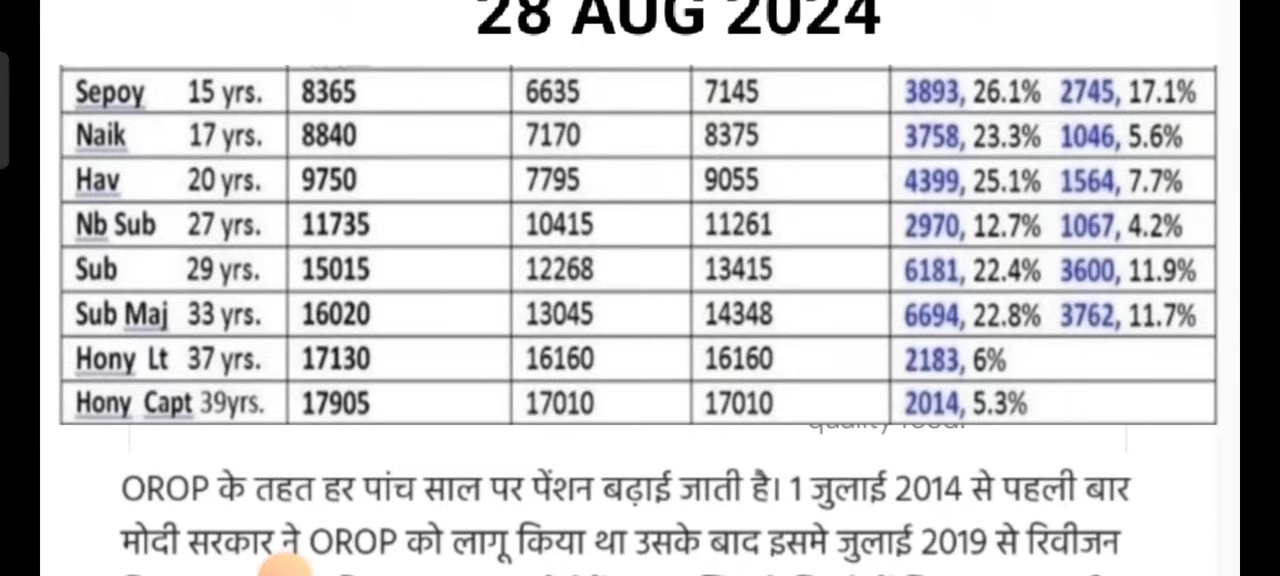 28 AUG 2024
Sepoy 15 yrs. 8365 6635 7145 3893, 26.1% 2745, 17.1%
Naik 17 yrs. 8840 7170 8375 3758, 23.3% 1046, 5.6%
Hav 20 yrs. 9750 7795 9055 4399, 25.1% 1564, 7.7%
Nb Sub 27 yrs. 11735 10415 11261 2970, 12.7% 1067, 4.2%
Sub 29 yrs. 15015 12268 13415 6181, 22.4% 3600, 11.9%
Sub Maj 33 yrs. 16020 13045 14348 6694, 22.8% 3762, 11.7%
Hony Lt 37 yrs. 17130 16160 16160 2183, 6%
Hony Capt 39yrs. 17905 17010 17010 2014, 5.3%
OROP के तहत हर पांच साल पर पेंशन बढ़ाई जाती है। 1 जुलाई 2014 से पहली बार
मोदी सरकार ने OROP को लागू किया था उसके बाद इसमे जुलाई 2019 से रिवीजन